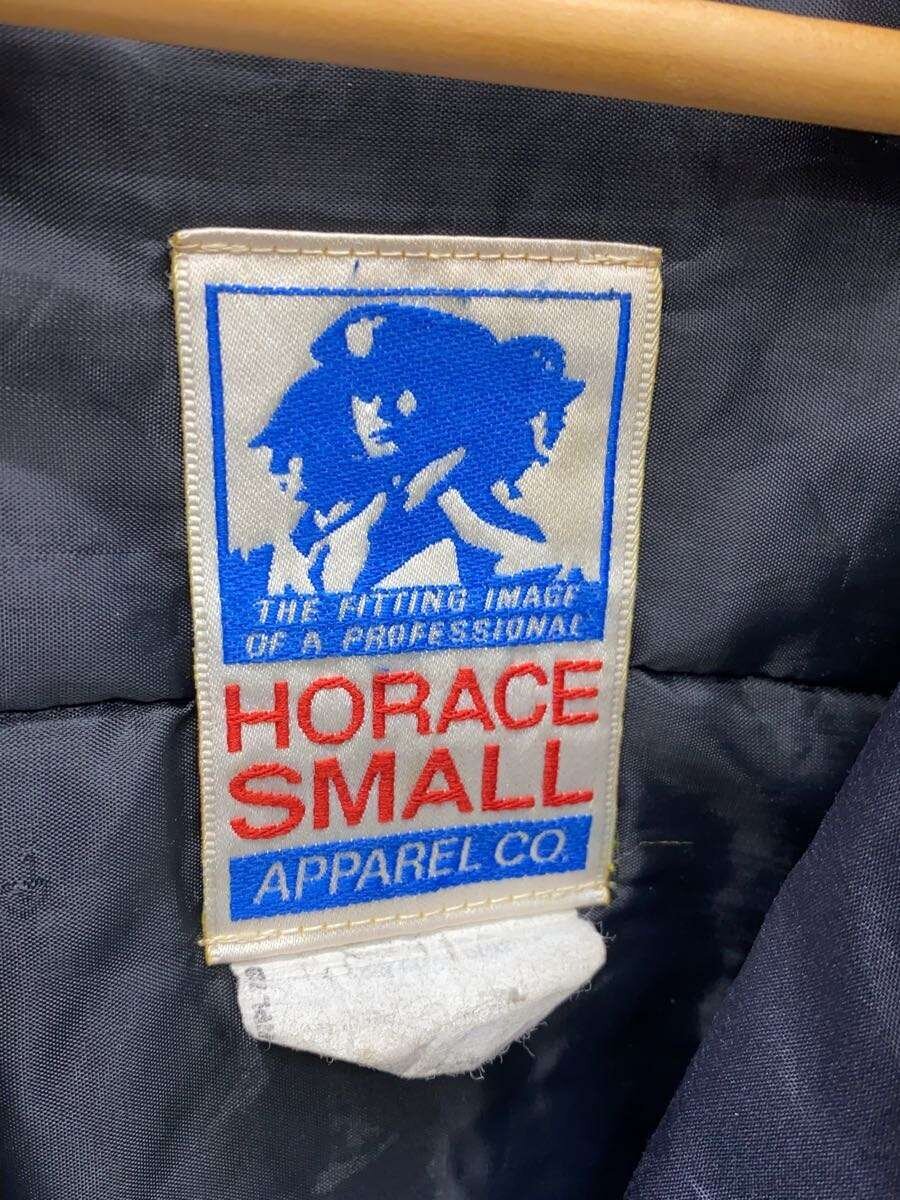 THE FITTING IMAGE
OF A PROFESSIONAL
HORACE
SMALL
APPAREL CO.